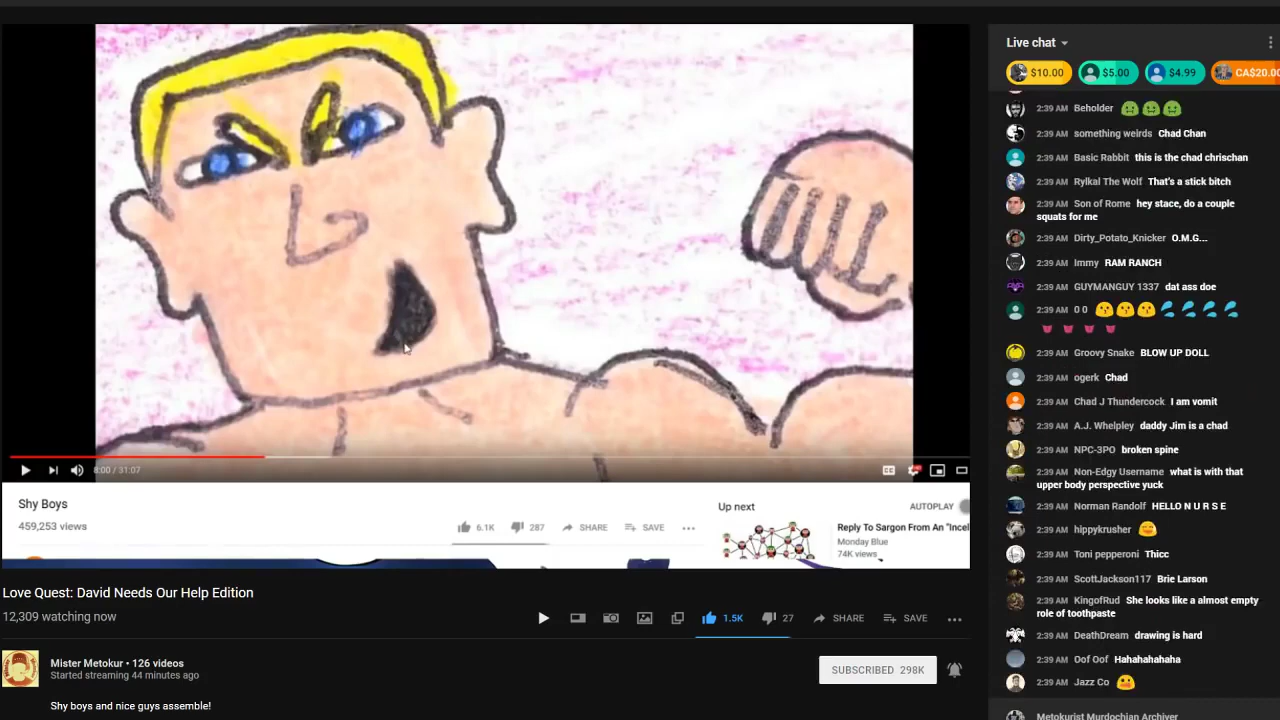 8:00 / 31:07
CC
Shy Boys
459,253 views
6.1K
287
SHARE
SAVE
Up next
AUTOPLAY
Reply To Sargon From An "Incel
Monday Blue
74K views
Love Quest: David Needs Our Help Edition
12,309 watching now
1.5K
27
SHARE
SAVE
Mister Metokur • 126 videos
Started streaming 44 minutes ago
SUBSCRIBED 298K
Shy boys and nice guys assemble!
Live chat
$10.00
$5.00
$4.99
CA$20.00
2:39 AM Beholder
2:39 AM something weirds Chad Chan
2:39 AM Basic Rabbit this is the chad chrischan
2:39 AM Rylkal The Wolf That's a stick bitch
2:39 AM Son of Rome hey stace, do a couple
squats for me
2:39 AM Dirty_Potato_Knicker O.M.G...
2:39 AM Immy RAM RANCH
2:39 AM GUYMANGUY 1337 dat ass doe
2:39 AM 0 0
2:39 AM Groovy Snake BLOW UP DOLL
2:39 AM ogerk Chad
2:39 AM Chad J Thundercock I am vomit
2:39 AM A.J. Whelpley daddy Jim is a chad
2:39 AM NPC-3PO broken spine
2:39 AM Non-Edgy Username what is with that
upper body perspective yuck
2:39 AM Norman Randolf HELLO N U R S E
2:39 AM hippykrusher
2:39 AM Toni pepperoni Thicc
2:39 AM ScottJackson117 Brie Larson
2:39 AM KingofRud She looks like a almost empty
role of toothpaste
2:39 AM DeathDream drawing is hard
2:39 AM Oof Oof Hahahahahaha
2:39 AM Jazz Co
Metokurist Murdochian Archiver